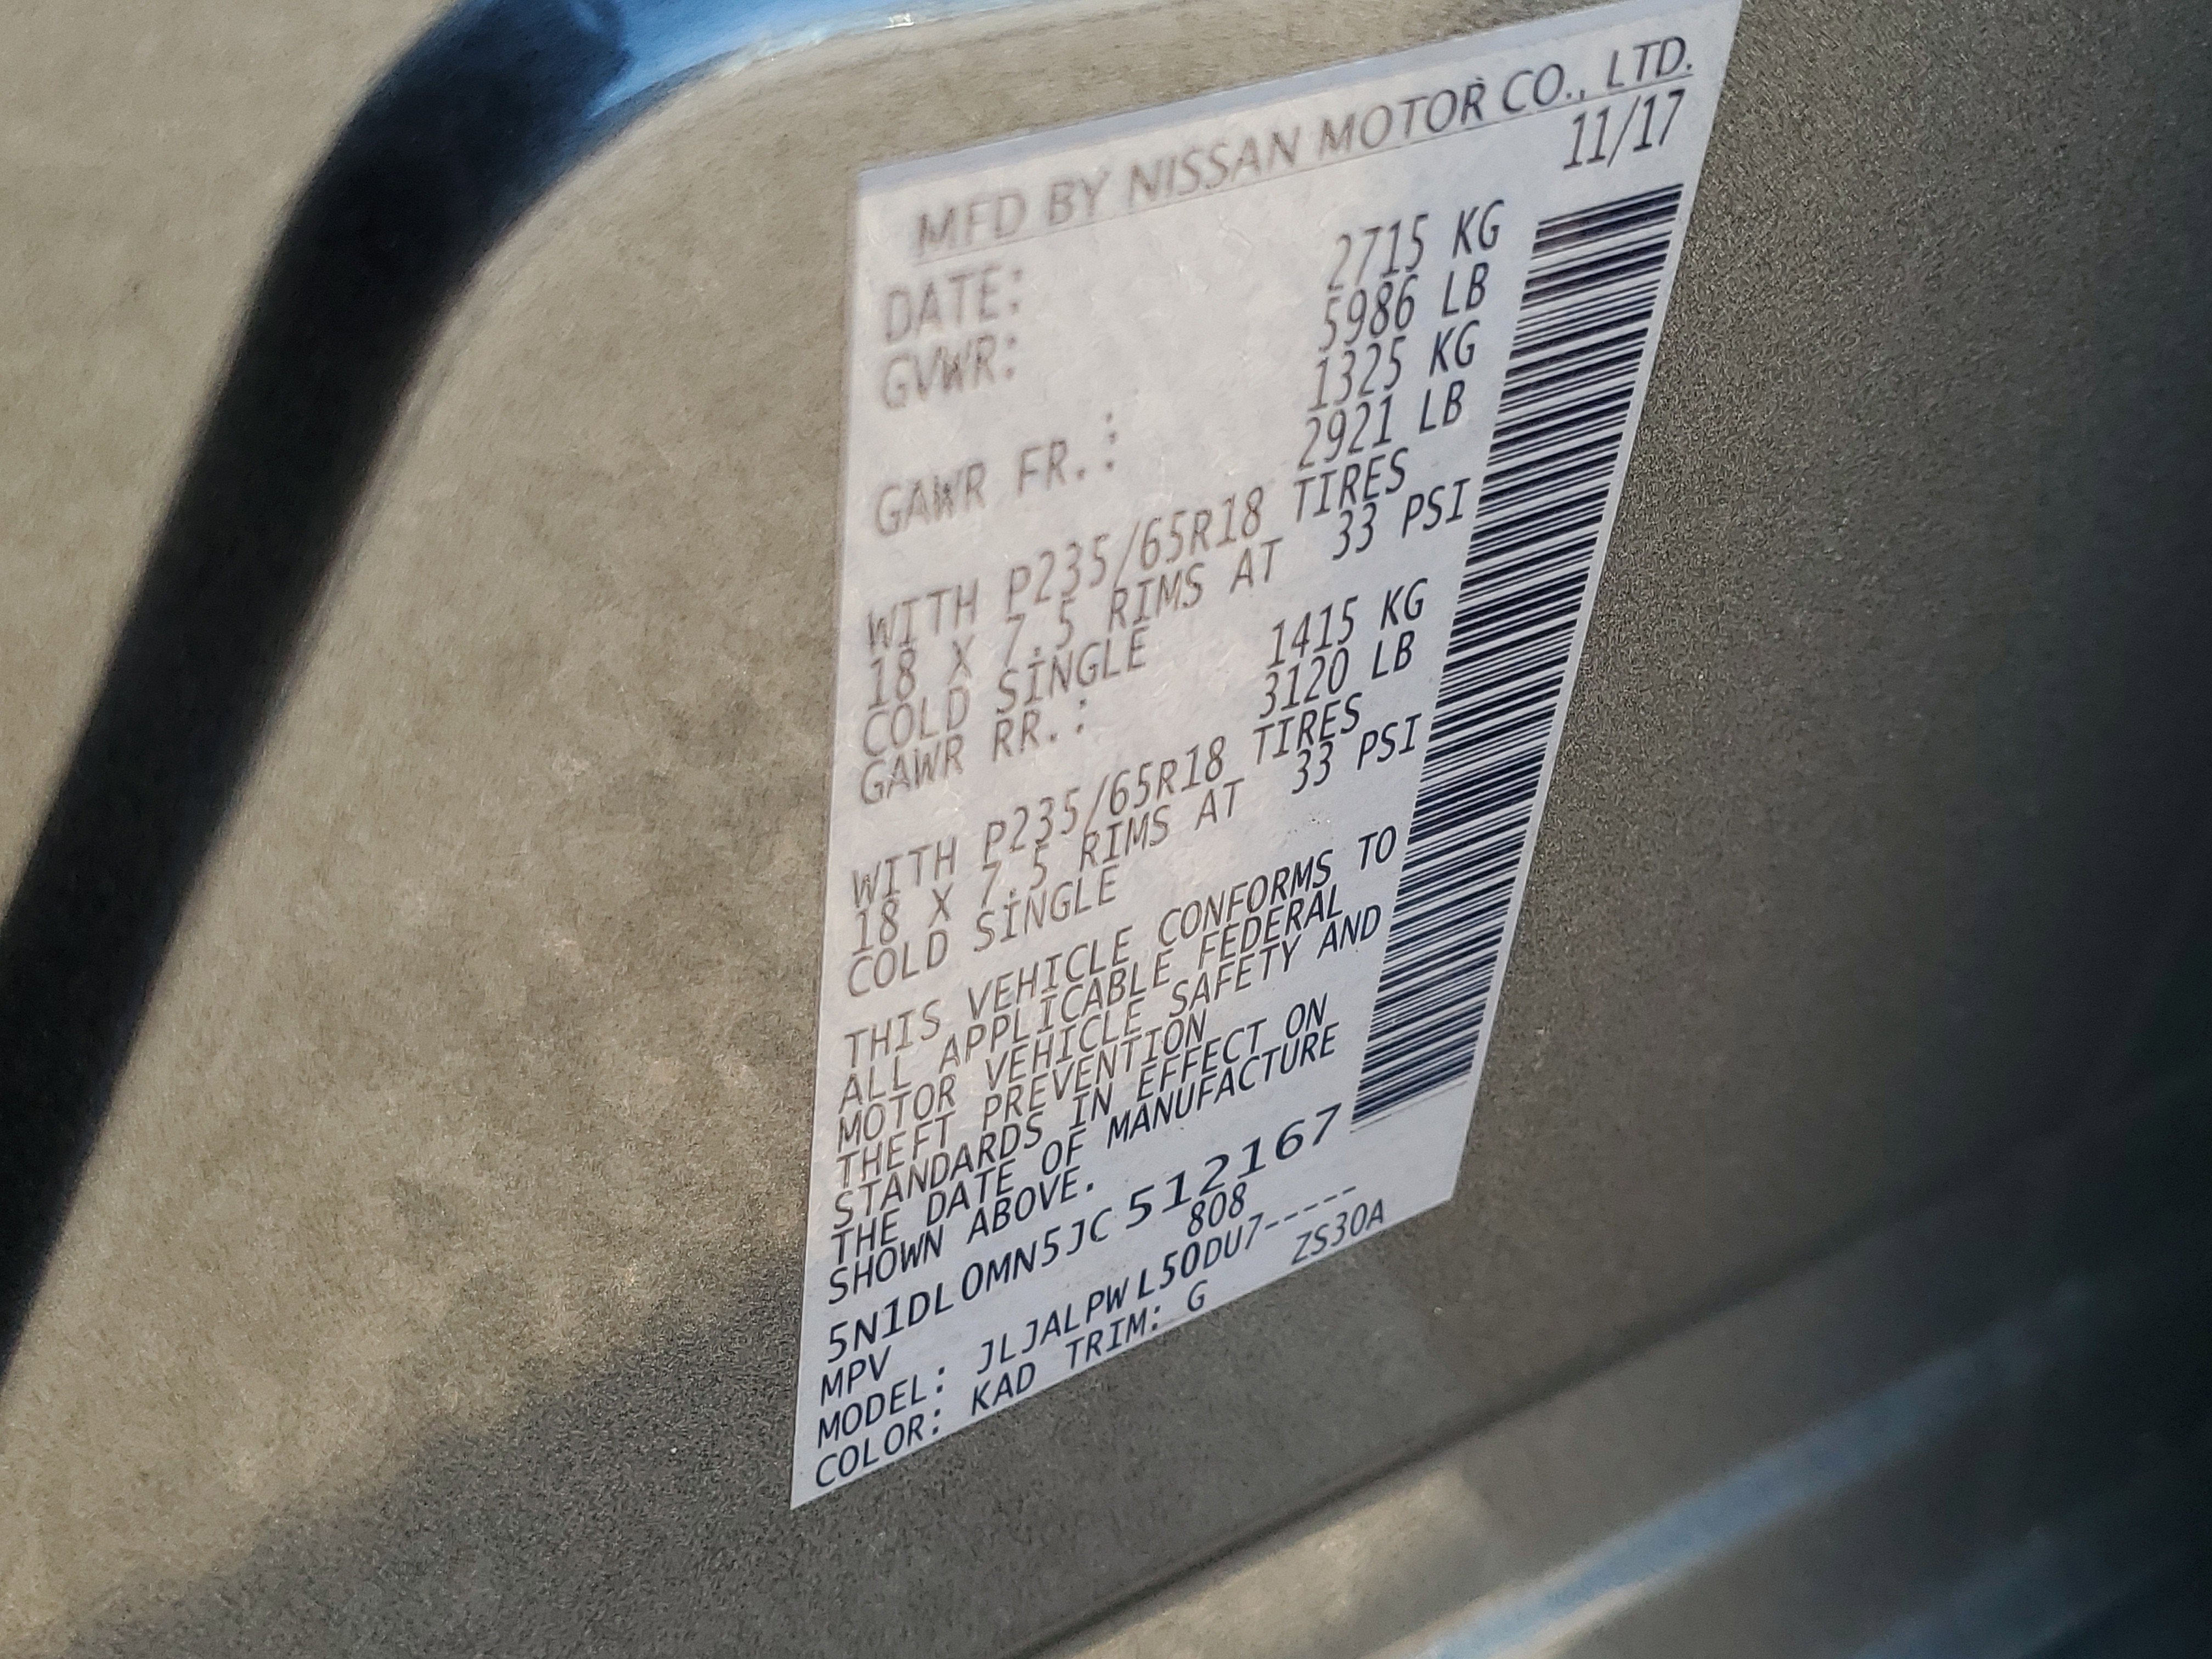 MFD BY NISSAN MOTOR CO., LTD.
DATE: 11/17
GVWR: 2715 KG
5986 LB
GAWR FR.: 1325 KG
: 2921 LB
WITH P235/65R18 TIRES
18 X 7.5 RIMS AT 33 PSI
COLD SINGLE
GAWR RR.: 1415 KG
3120 LB
WITH P235/65R18 TIRES
18 X 7.5 RIMS AT 33 PSI
COLD SINGLE
THIS VEHICLE CONFORMS TO
ALL APPLICABLE FEDERAL
MOTOR VEHICLE SAFETY AND
THEFT PREVENTION
STANDARDS IN EFFECT ON
THE DATE OF MANUFACTURE
SHOWN ABOVE.
5N1DL0MN5JC512167
MPV 808
MODEL: JLJALPWL50DU7-----
COLOR: KAD TRIM: G ZS30A